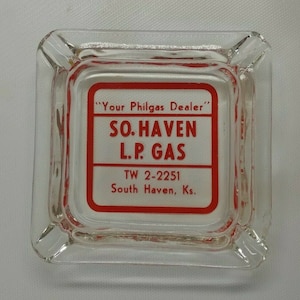 "Your Philgas Dealer"
SO. HAVEN
L.P. GAS
TW 2-2251
South Haven, Ks.